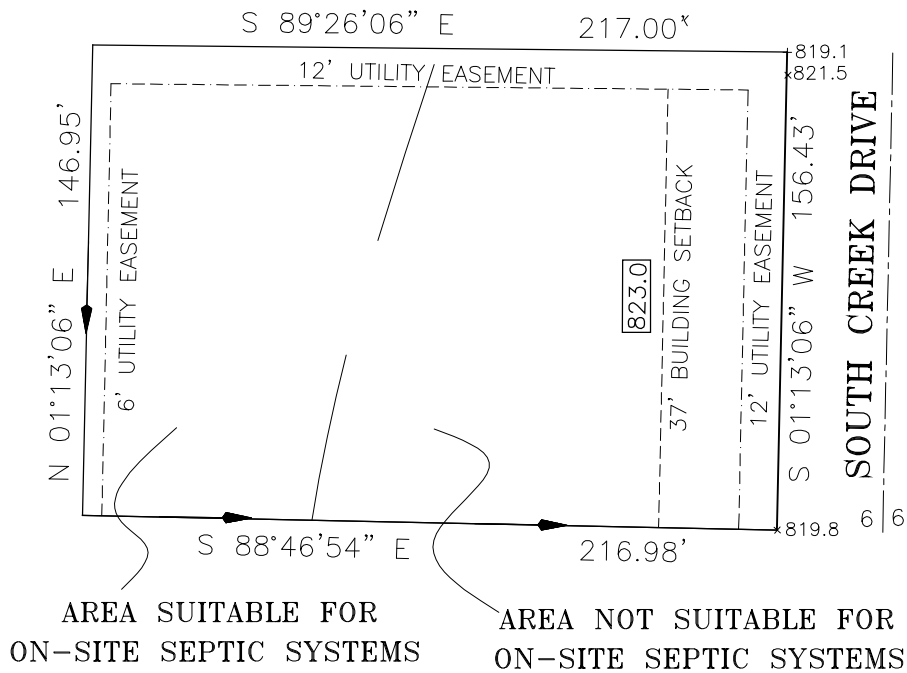 S 89°26'06" E 217.00'
819.1
821.5
12' UTILITY EASEMENT
146.95'
N 01°13'06" E
6' UTILITY EASEMENT
823.0
37' BUILDING SETBACK
12' UTILITY EASEMENT
156.43'
S 01°13'06" W
SOUTH CREEK DRIVE
66
819.8
S 88°46'54" E 216.98'
AREA SUITABLE FOR
ON-SITE SEPTIC SYSTEMS
AREA NOT SUITABLE FOR
ON-SITE SEPTIC SYSTEMS